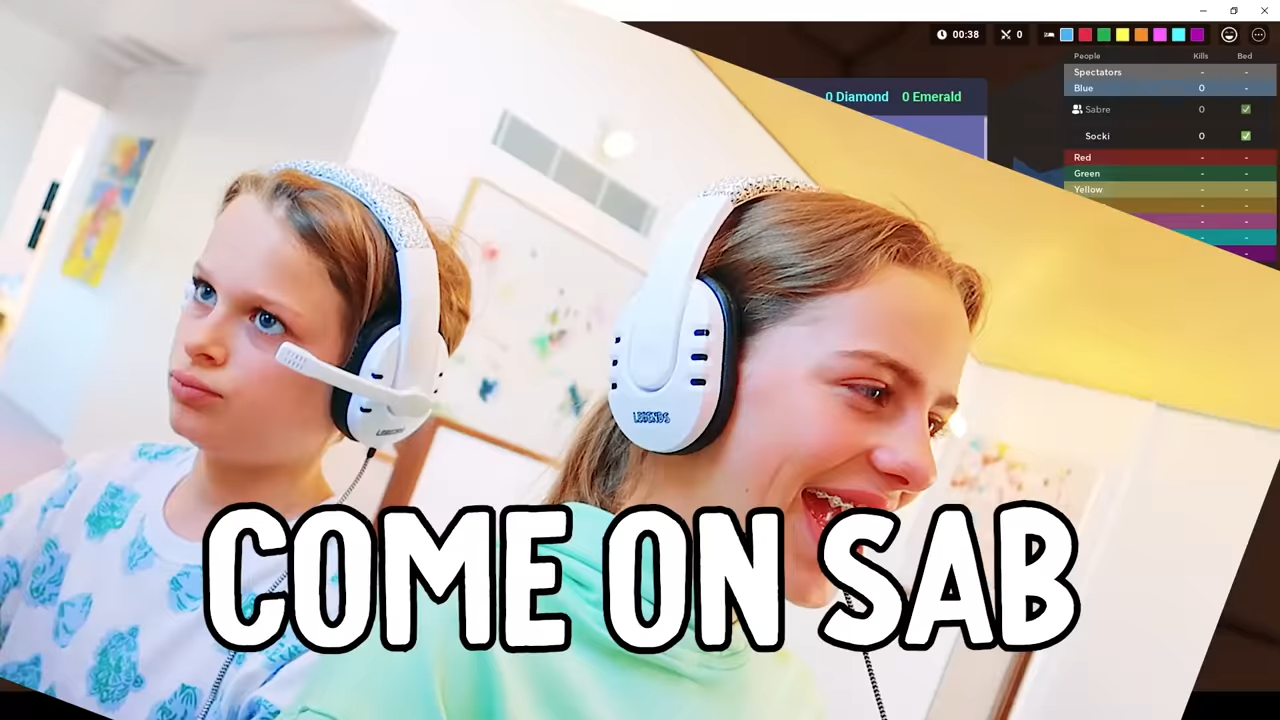 00:38 0
People Kills Bed
0 Diamond 0 Emerald
Spectators - -
Blue 0 -
Sabre 0
Socki 0
Red - -
Green - -
Yellow - -
- -
- -
- -
-
LEGENDS
COME ON SAB